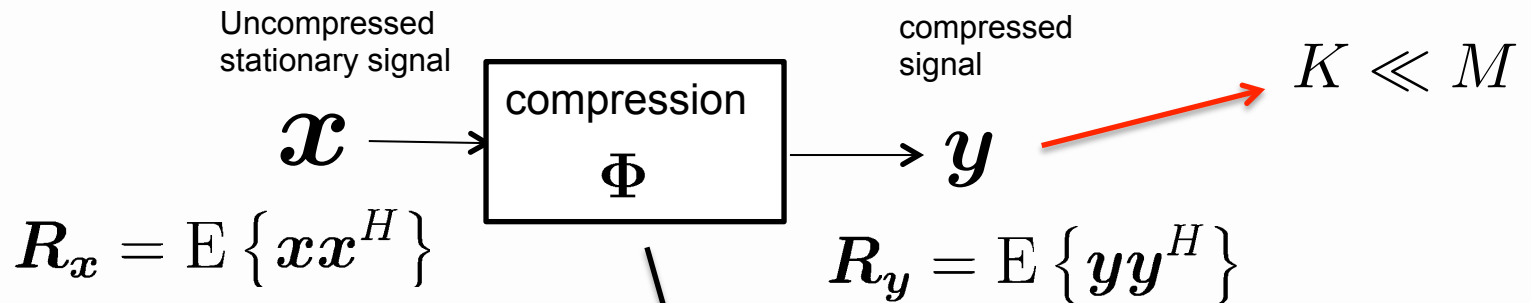 Uncompressed
stationary signal
compressed
signal
K ≪ M
compression
x
Φ
y
R_x = E {xx^H}
R_y = E {yy^H}